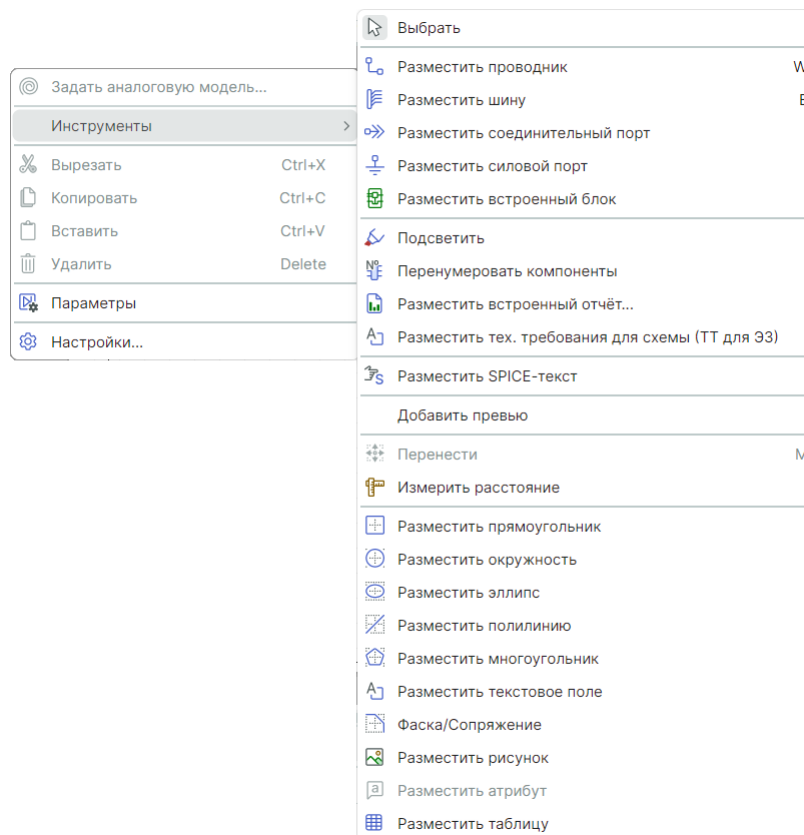 Задать аналоговую модель...
Инструменты
Вырезать Ctrl+X
Копировать Ctrl+C
Вставить Ctrl+V
Удалить Delete
Параметры
Настройки...
Выбрать
Разместить проводник W
Разместить шину
Разместить соединительный порт
Разместить силовой порт
Разместить встроенный блок
Подсветить
Перенумеровать компоненты
Разместить встроенный отчёт...
Разместить тех. требования для схемы (ТТ для Э3)
Разместить SPICE-текст
Добавить превью
Перенести M
Измерить расстояние
Разместить прямоугольник
Разместить окружность
Разместить эллипс
Разместить полилинию
Разместить многоугольник
Разместить текстовое поле
Фаска/Сопряжение
Разместить рисунок
Разместить атрибут
Разместить таблицу